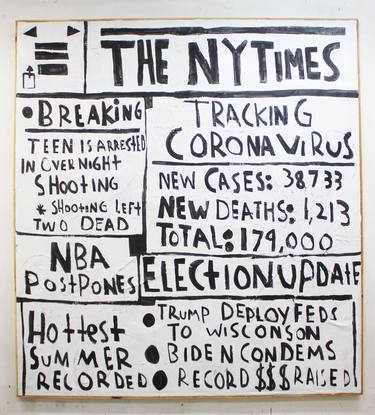 THE NYTIMES
• BREAKING
TEEN IS ARRESTED
IN OVERNIGHT
SHOOTING
* SHOOTING LEFT
TWO DEAD
TRACKING
CORONAVIRUS
NEW CASES: 38733
NEW DEATHS: 1,213
TOTAL: 179,000
NBA
POSTPONES
ELECTION UPDATE
HOTTEST
SUMMER
RECORDED
• TRUMP DEPLOY FEDS
TO WISCONSON
• BIDEN CONDEMS
• RECORD $$$ RAISED